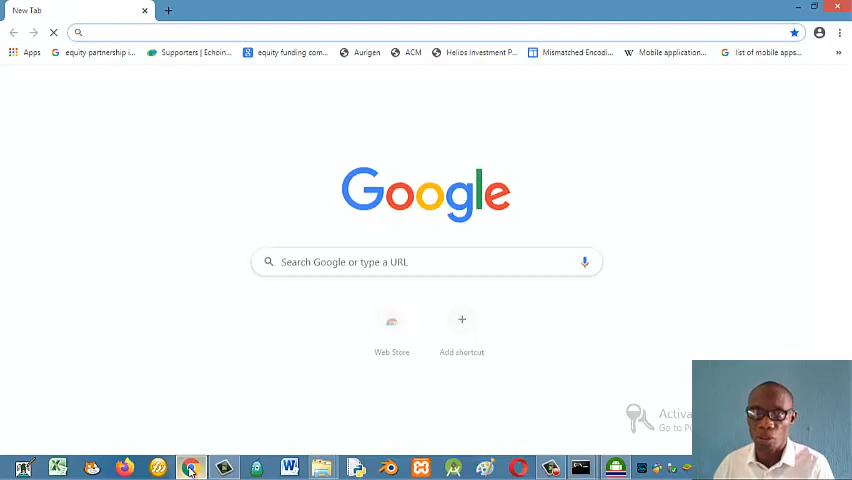 New Tab
Apps
equity partnership i...
Supporters | Echoin...
equity funding com...
Aurigen
ACM
Helios Investment P...
Mismatched Encodi...
Mobile application...
list of mobile apps...
Google
Search Google or type a URL
Web Store
Add shortcut
Activa
Go to P